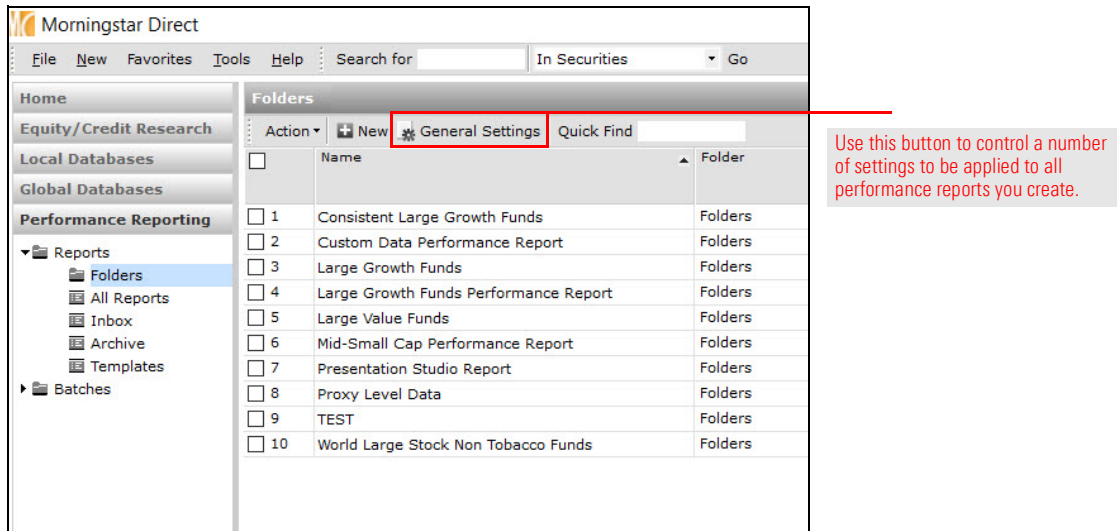 Morningstar Direct
File New Favorites Tools Help Search for In Securities Go
Home
Equity/Credit Research
Local Databases
Global Databases
Performance Reporting
Reports
Folders
All Reports
Inbox
Archive
Templates
Batches
Folders
Action New General Settings Quick Find
Name Folder
1 Consistent Large Growth Funds Folders
2 Custom Data Performance Report Folders
3 Large Growth Funds Folders
4 Large Growth Funds Performance Report Folders
5 Large Value Funds Folders
6 Mid-Small Cap Performance Report Folders
7 Presentation Studio Report Folders
8 Proxy Level Data Folders
9 TEST Folders
10 World Large Stock Non Tobacco Funds Folders
Use this button to control a number
of settings to be applied to all
performance reports you create.